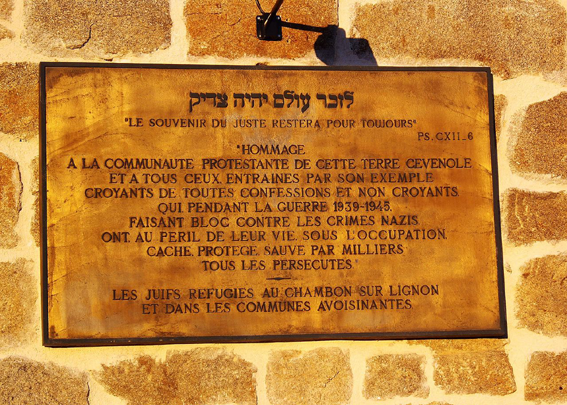 לזכר עולם יהיה צדיק
"LE SOUVENIR DU JUSTE RESTERA POUR TOUJOURS"
PS. CXII. 6
"HOMMAGE
A LA COMMUNAUTE PROTESTANTE DE CETTE TERRE CEVENOLE
ET A TOUS CEUX, ENTRAINES PAR SON EXEMPLE
CROYANTS DE TOUTES CONFESSIONS ET NON CROYANTS
QUI PENDANT LA GUERRE 1939-1945,
FAISANT BLOC CONTRE LES CRIMES NAZIS
ONT, AU PERIL DE LEUR VIE, SOUS L'OCCUPATION,
CACHE, PROTEGE, SAUVE PAR MILLIERS
TOUS LES PERSECUTES"
LES JUIFS REFUGIES AU CHAMBON SUR LIGNON
ET DANS LES COMMUNES AVOISINANTES.